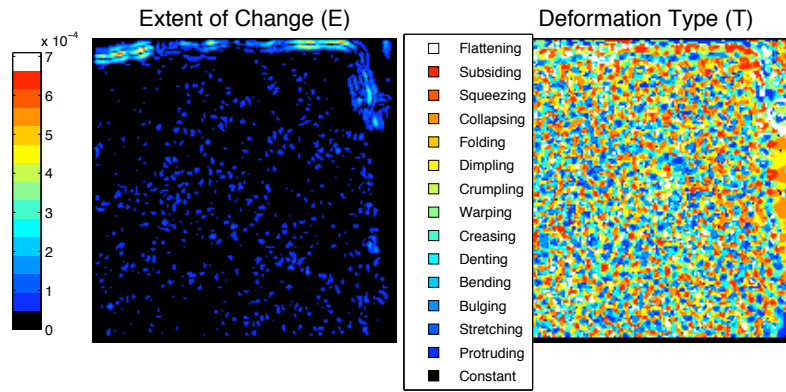 Extent of Change (E)
Deformation Type (T)
x 10⁻⁴
7
6
5
4
3
2
1
0
Flattening
Subsiding
Squeezing
Collapsing
Folding
Dimpling
Crumpling
Warping
Creasing
Denting
Bending
Bulging
Stretching
Protruding
Constant